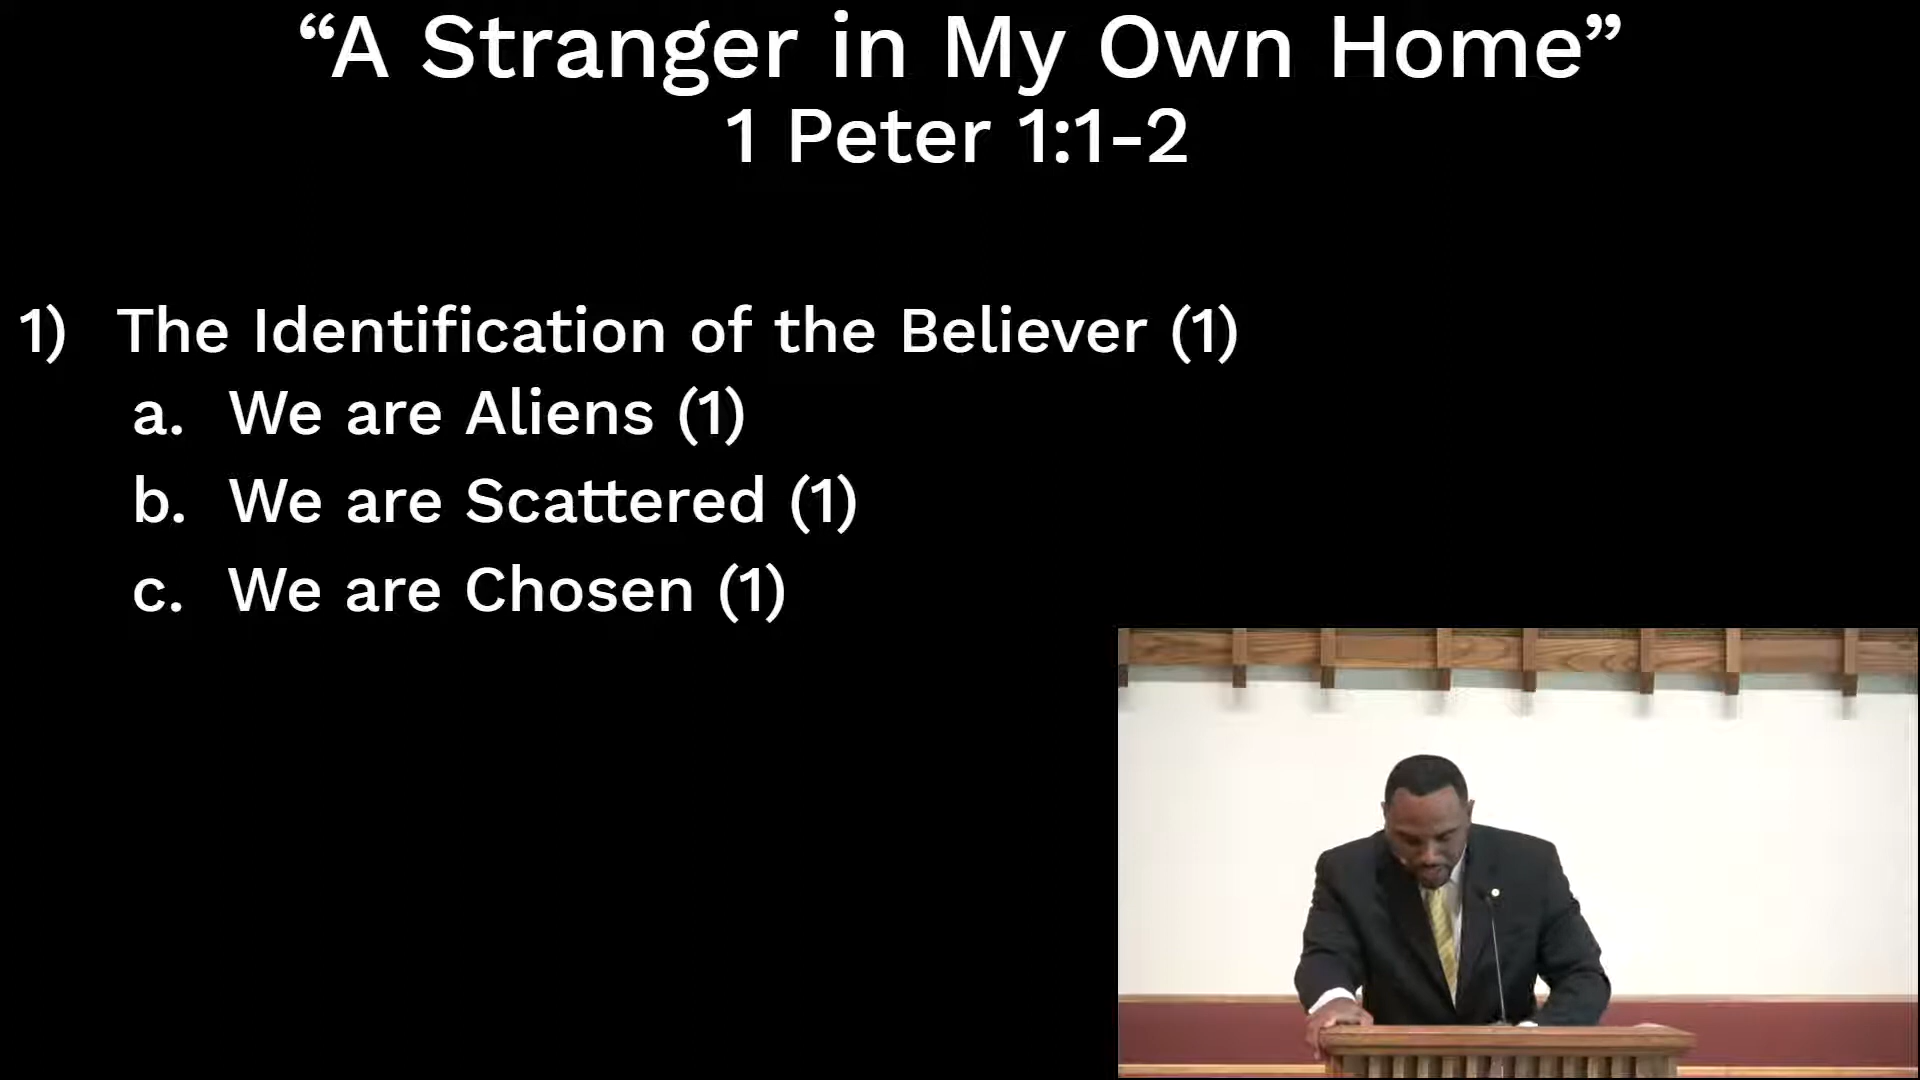 “A Stranger in My Own Home”
1 Peter 1:1-2
1) The Identification of the Believer (1)
a. We are Aliens (1)
b. We are Scattered (1)
c. We are Chosen (1)